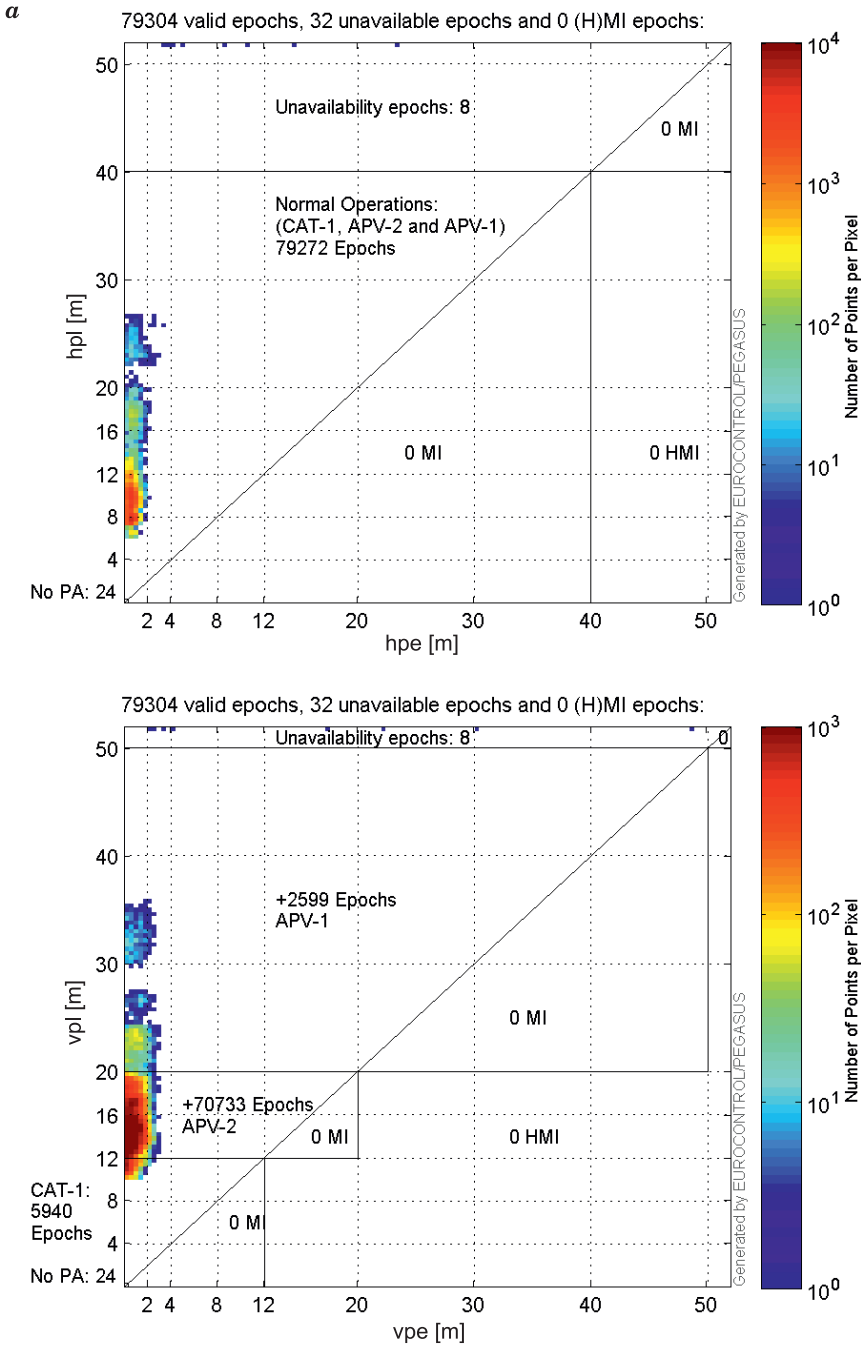 a
79304 valid epochs, 32 unavailable epochs and 0 (H)MI epochs:
50
40
30
20
16
12
8
4
hpl [m]
Unavailability epochs: 8
0 MI
Normal Operations:
(CAT-1, APV-2 and APV-1)
79272 Epochs
0 MI
0 HMI
No PA: 24
2 4 8 12 20 30 40 50
hpe [m]
Generated by EUROCONTROL/PEGASUS
10^4
10^3
10^2
10^1
10^0
Number of Points per Pixel
79304 valid epochs, 32 unavailable epochs and 0 (H)MI epochs:
50
40
30
20
16
12
8
4
vpl [m]
Unavailability epochs: 8
0
+2599 Epochs
APV-1
0 MI
+70733 Epochs
APV-2
0 MI
0 HMI
CAT-1:
5940
Epochs
0 MI
No PA: 24
2 4 8 12 20 30 40 50
vpe [m]
Generated by EUROCONTROL/PEGASUS
10^3
10^2
10^1
10^0
Number of Points per Pixel